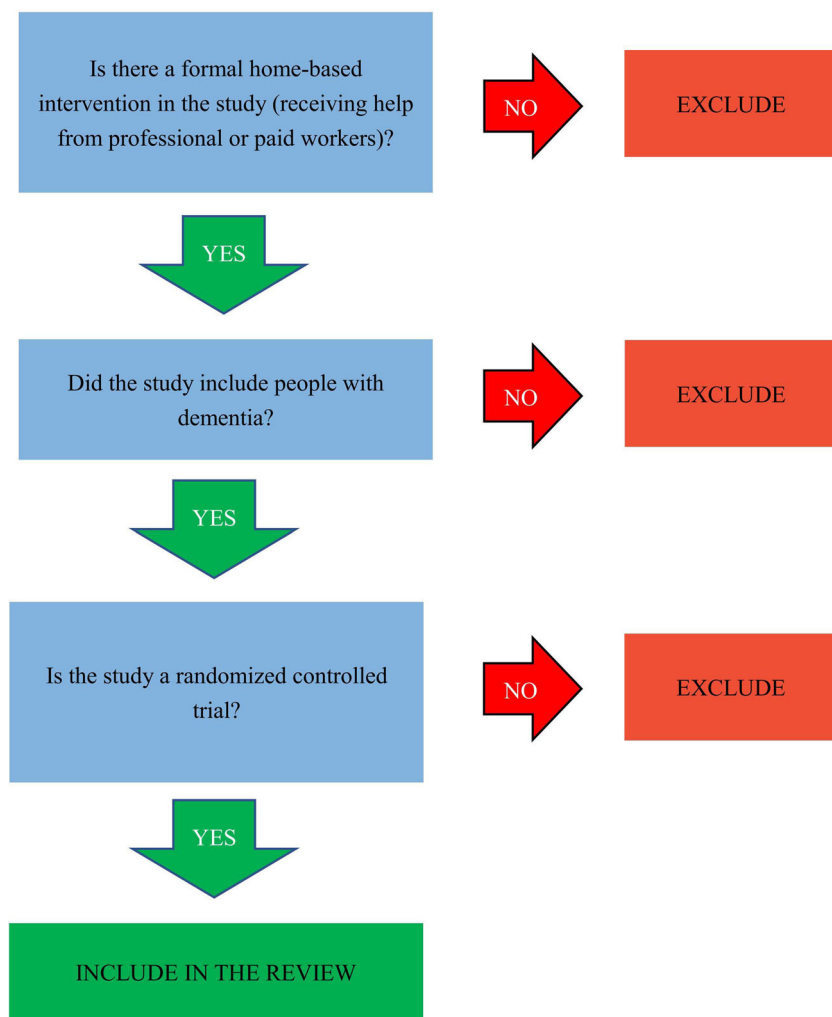 Is there a formal home-based
intervention in the study (receiving help
from professional or paid workers)?
NO
EXCLUDE
YES
Did the study include people with
dementia?
NO
EXCLUDE
YES
Is the study a randomized controlled
trial?
NO
EXCLUDE
YES
INCLUDE IN THE REVIEW